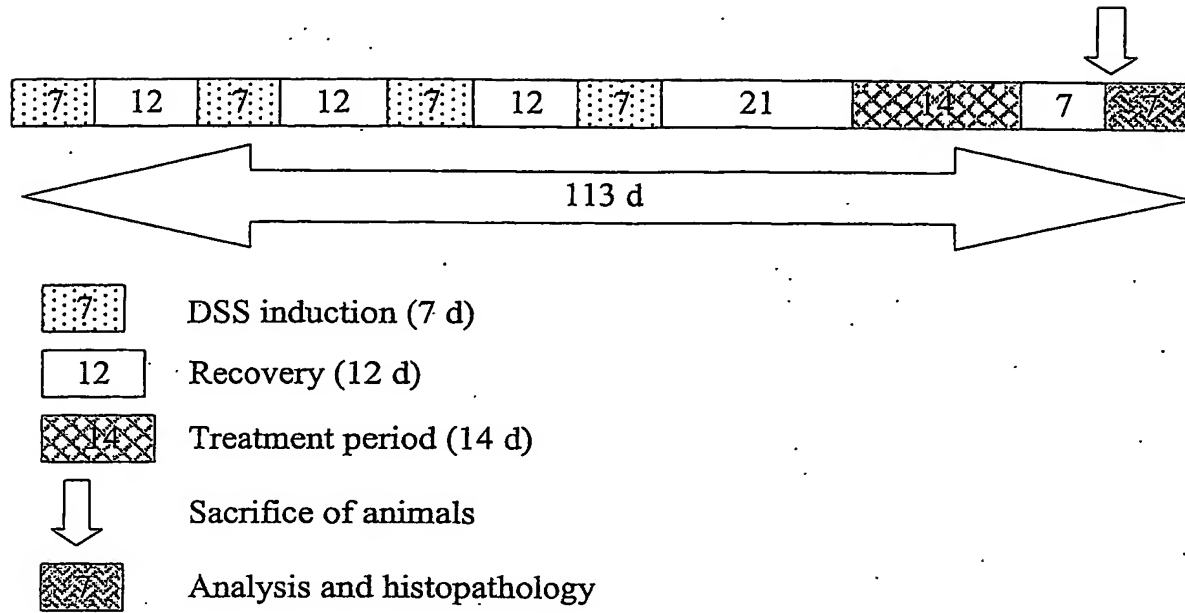 7 12 7 12 7 12 7 21 14 7 7
113 d
7 DSS induction (7 d)
12 Recovery (12 d)
14 Treatment period (14 d)
Sacrifice of animals
7 Analysis and histopathology